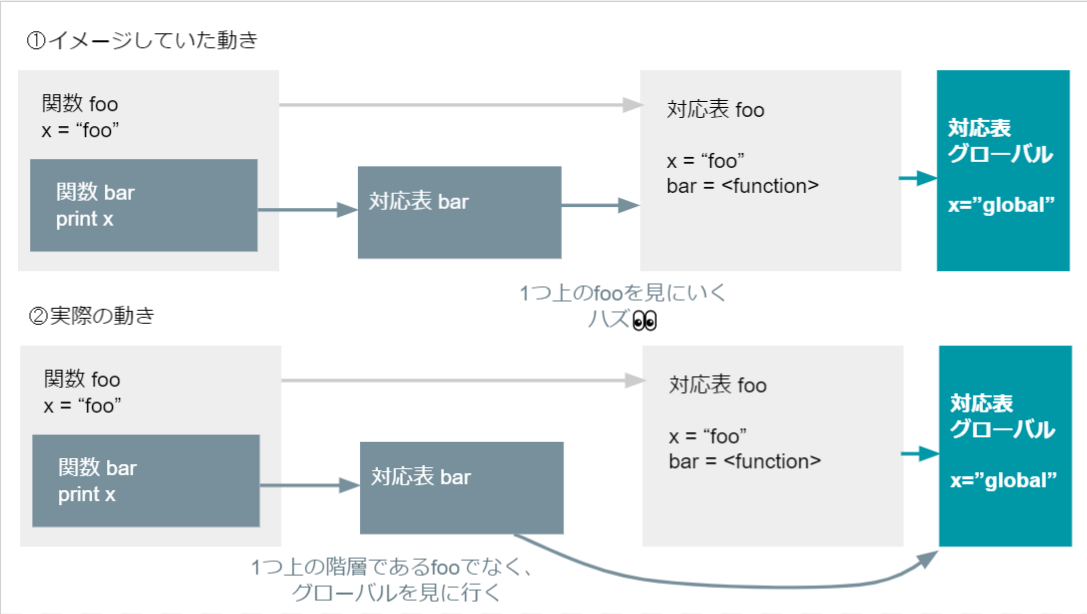 ①イメージしていた動き
関数 foo
x = “foo”
関数 bar
print x
対応表 bar
対応表 foo
x = “foo”
bar = <function>
対応表
グローバル
x=”global”
1つ上のfooを見にいく
ハズ👀
②実際の動き
関数 foo
x = “foo”
関数 bar
print x
対応表 bar
対応表 foo
x = “foo”
bar = <function>
対応表
グローバル
x=”global”
1つ上の階層であるfooでなく、
グローバルを見に行く